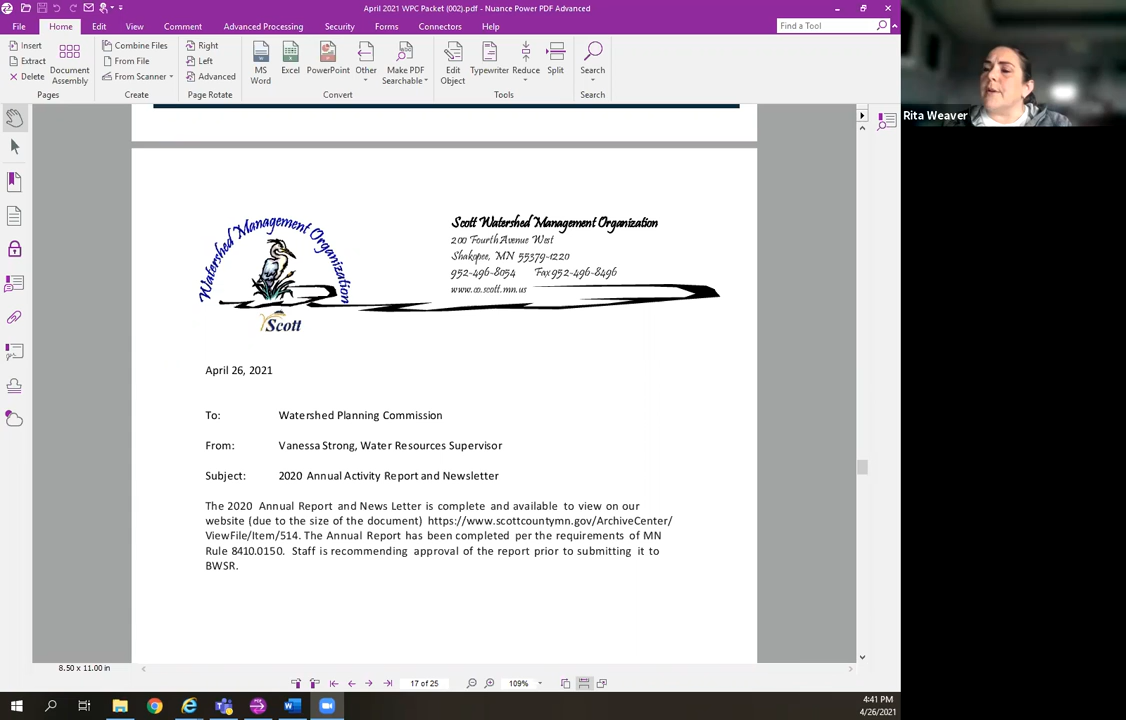 April 2021 WPC Packet (002).pdf - Nuance Power PDF Advanced
File Home Edit View Comment Advanced Processing Security Forms Connectors Help
Find a Tool
Insert
Extract
Delete
Document
Assembly
Pages
Combine Files
From File
From Scanner
Create
Right
Left
Advanced
Page Rotate
MS
Word
Excel
PowerPoint
Other
Make PDF
Searchable
Convert
Edit
Object
Typewriter
Reduce
Split
Tools
Search
Search
Rita Weaver
Watershed Management Organization
Scott
Scott Watershed Management Organization
200 Fourth Avenue West
Shakopee, MN 55379-1220
952-496-8054 Fax 952-496-8496
www.co.scott.mn.us
April 26, 2021
To: Watershed Planning Commission
From: Vanessa Strong, Water Resources Supervisor
Subject: 2020 Annual Activity Report and Newsletter
The 2020 Annual Report and News Letter is complete and available to view on our
website (due to the size of the document) https://www.scottcountymn.gov/ArchiveCenter/
ViewFile/Item/514. The Annual Report has been completed per the requirements of MN
Rule 8410.0150. Staff is recommending approval of the report prior to submitting it to
BWSR.
8.50 x 11.00 in
17 of 25
109%
4:41 PM
4/26/2021